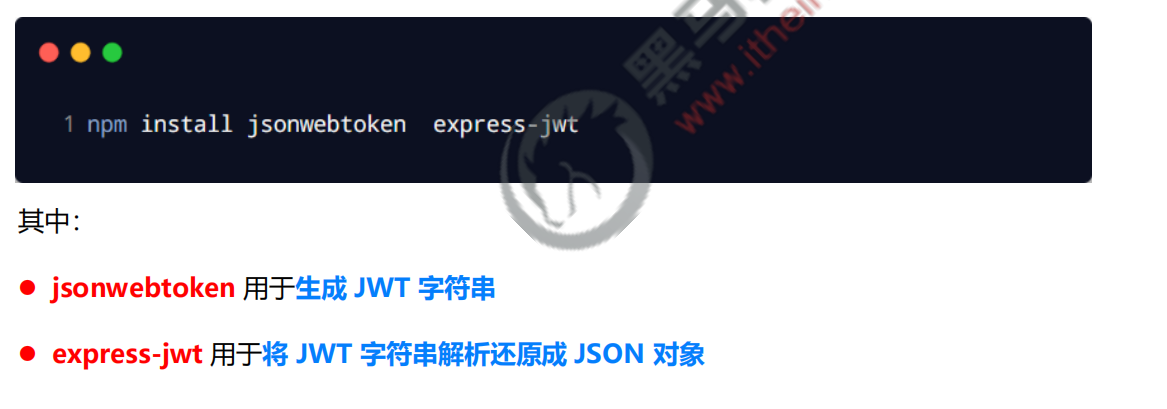 1 npm install jsonwebtoken  express-jwt
黑马
www.ithei
其中：
● jsonwebtoken 用于生成 JWT 字符串
● express-jwt 用于将 JWT 字符串解析还原成 JSON 对象